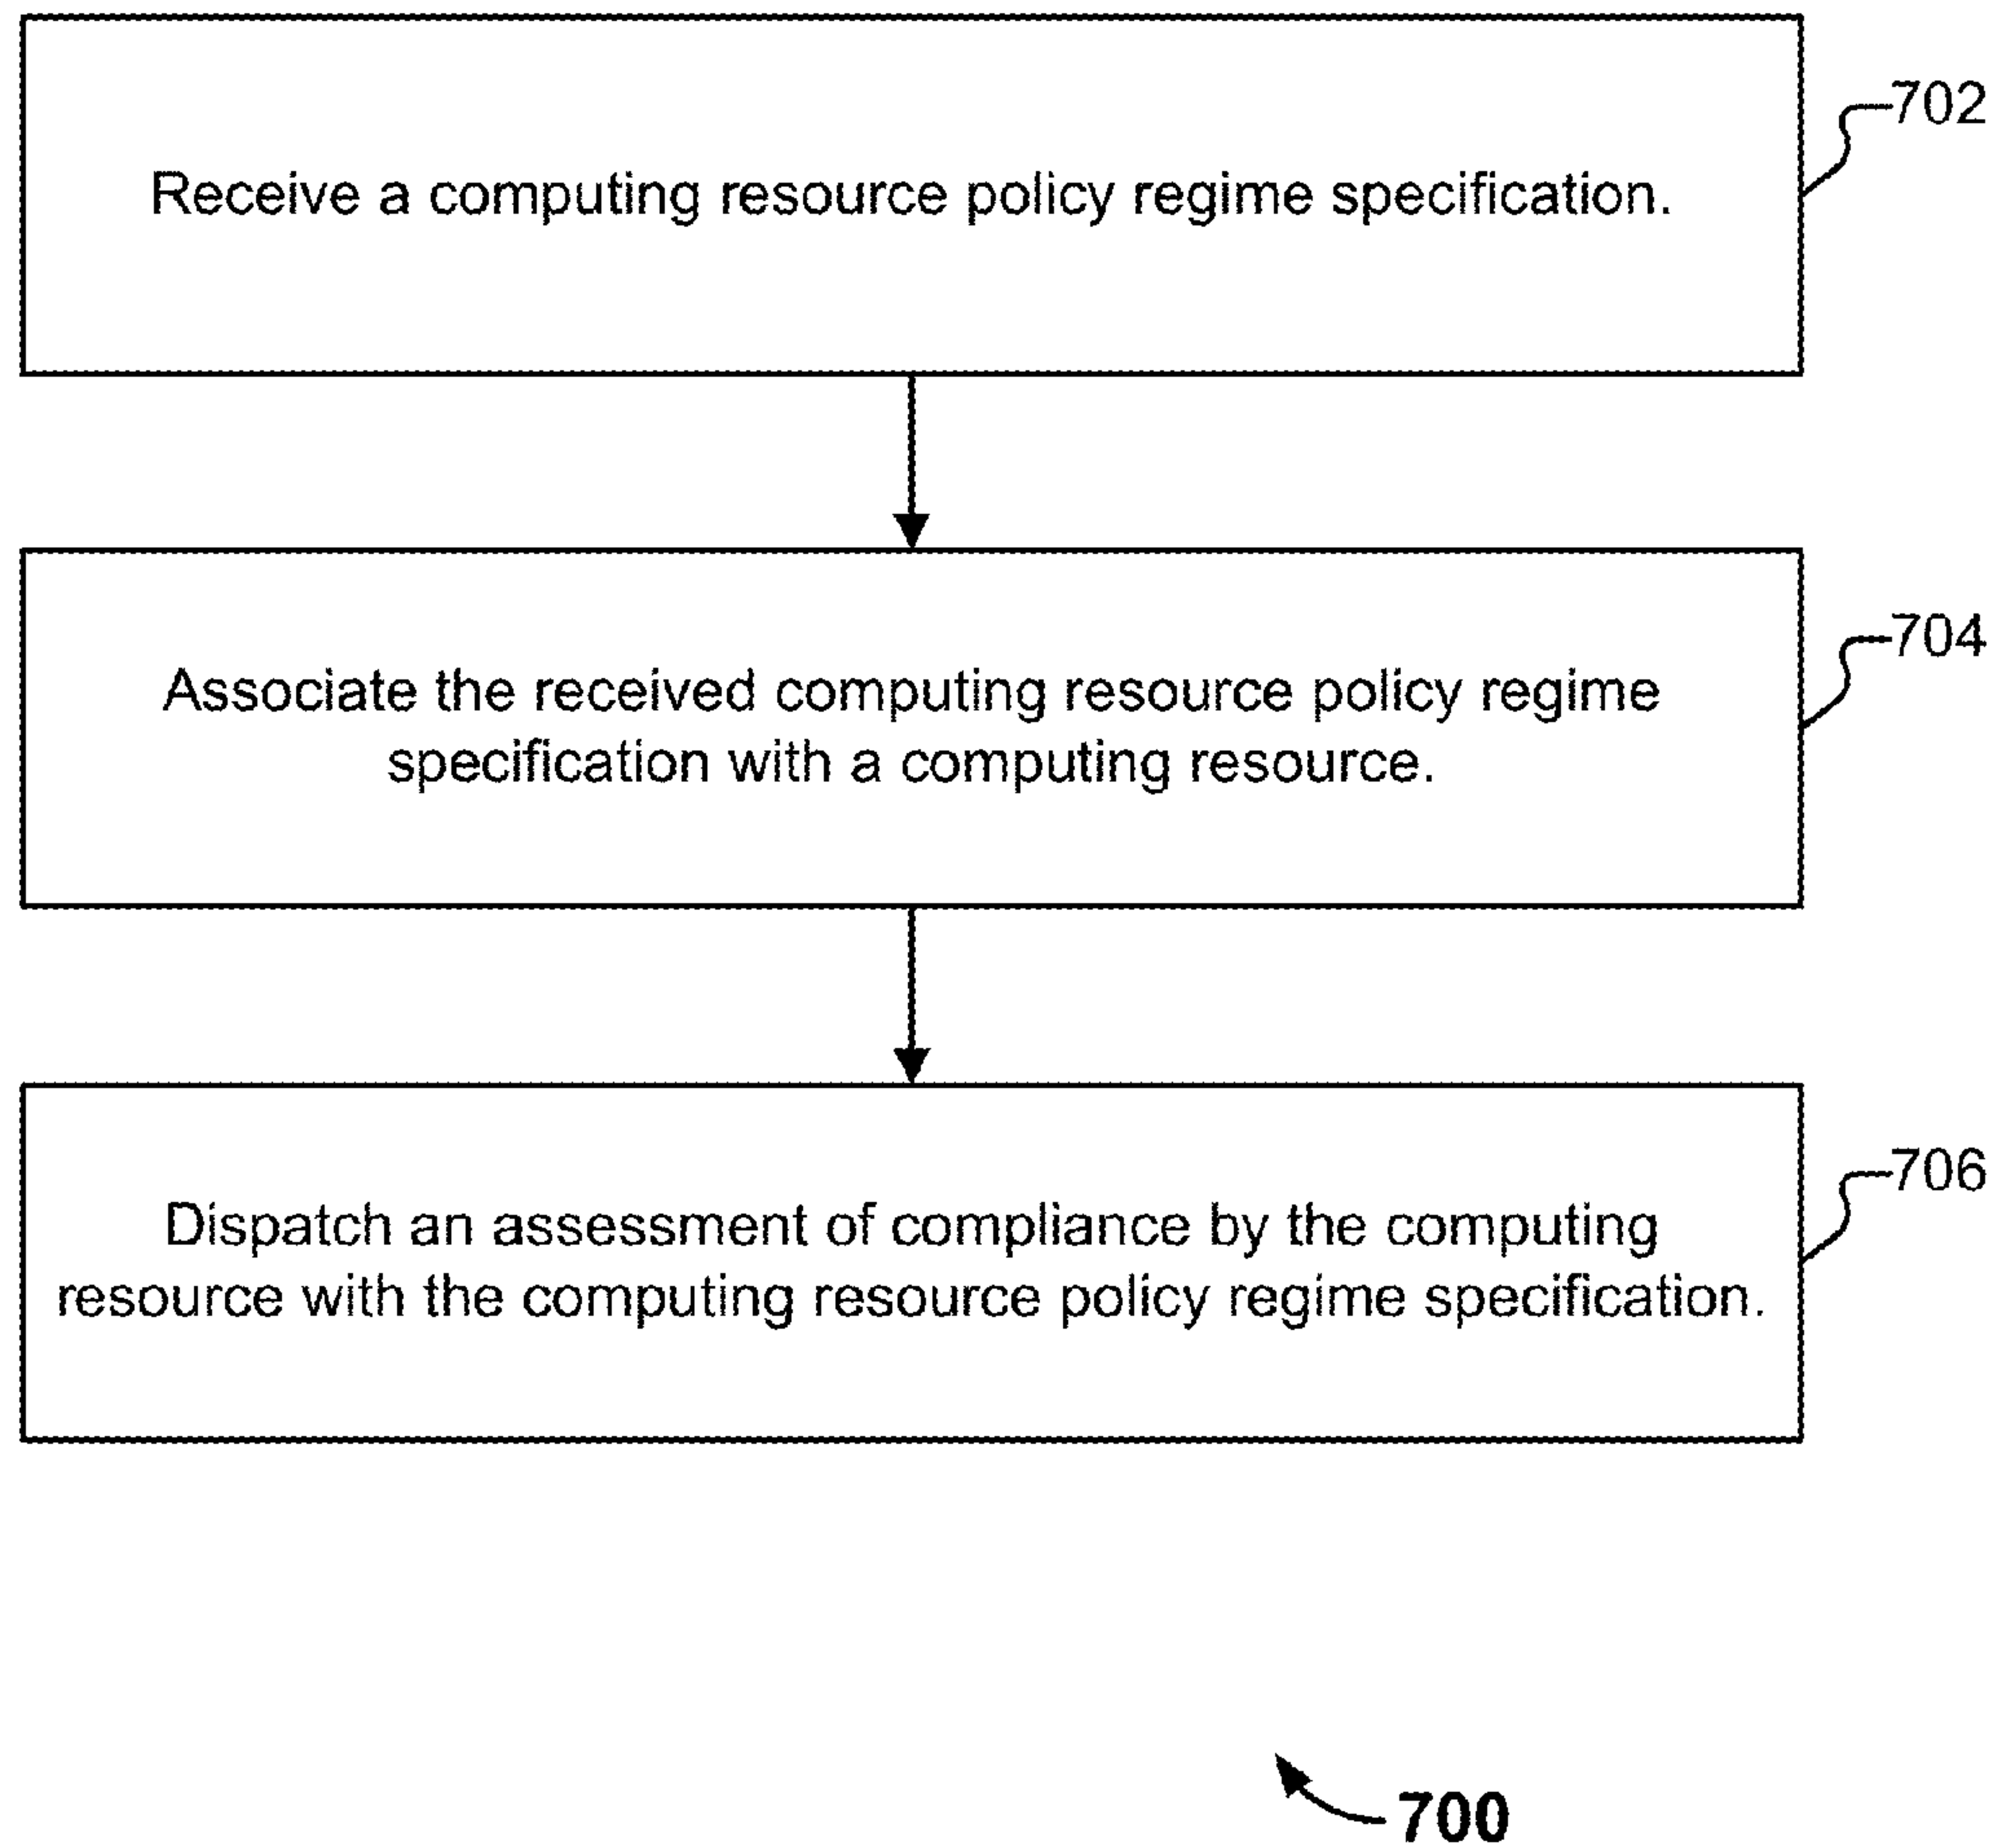 702
Receive a computing resource policy regime specification.
704
Associate the received computing resource policy regime
specification with a computing resource.
706
Dispatch an assessment of compliance by the computing
resource with the computing resource policy regime specification.
700